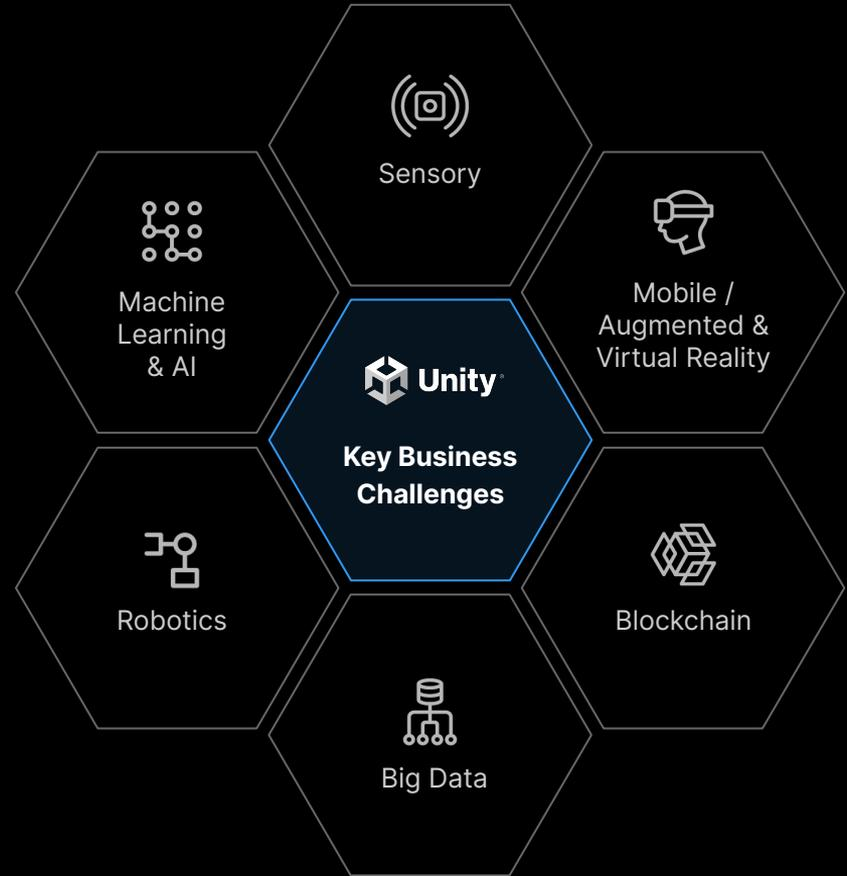 Sensory
Machine
Learning
& AI
Mobile /
Augmented &
Virtual Reality
Unity
Key Business
Challenges
Robotics
Blockchain
Big Data